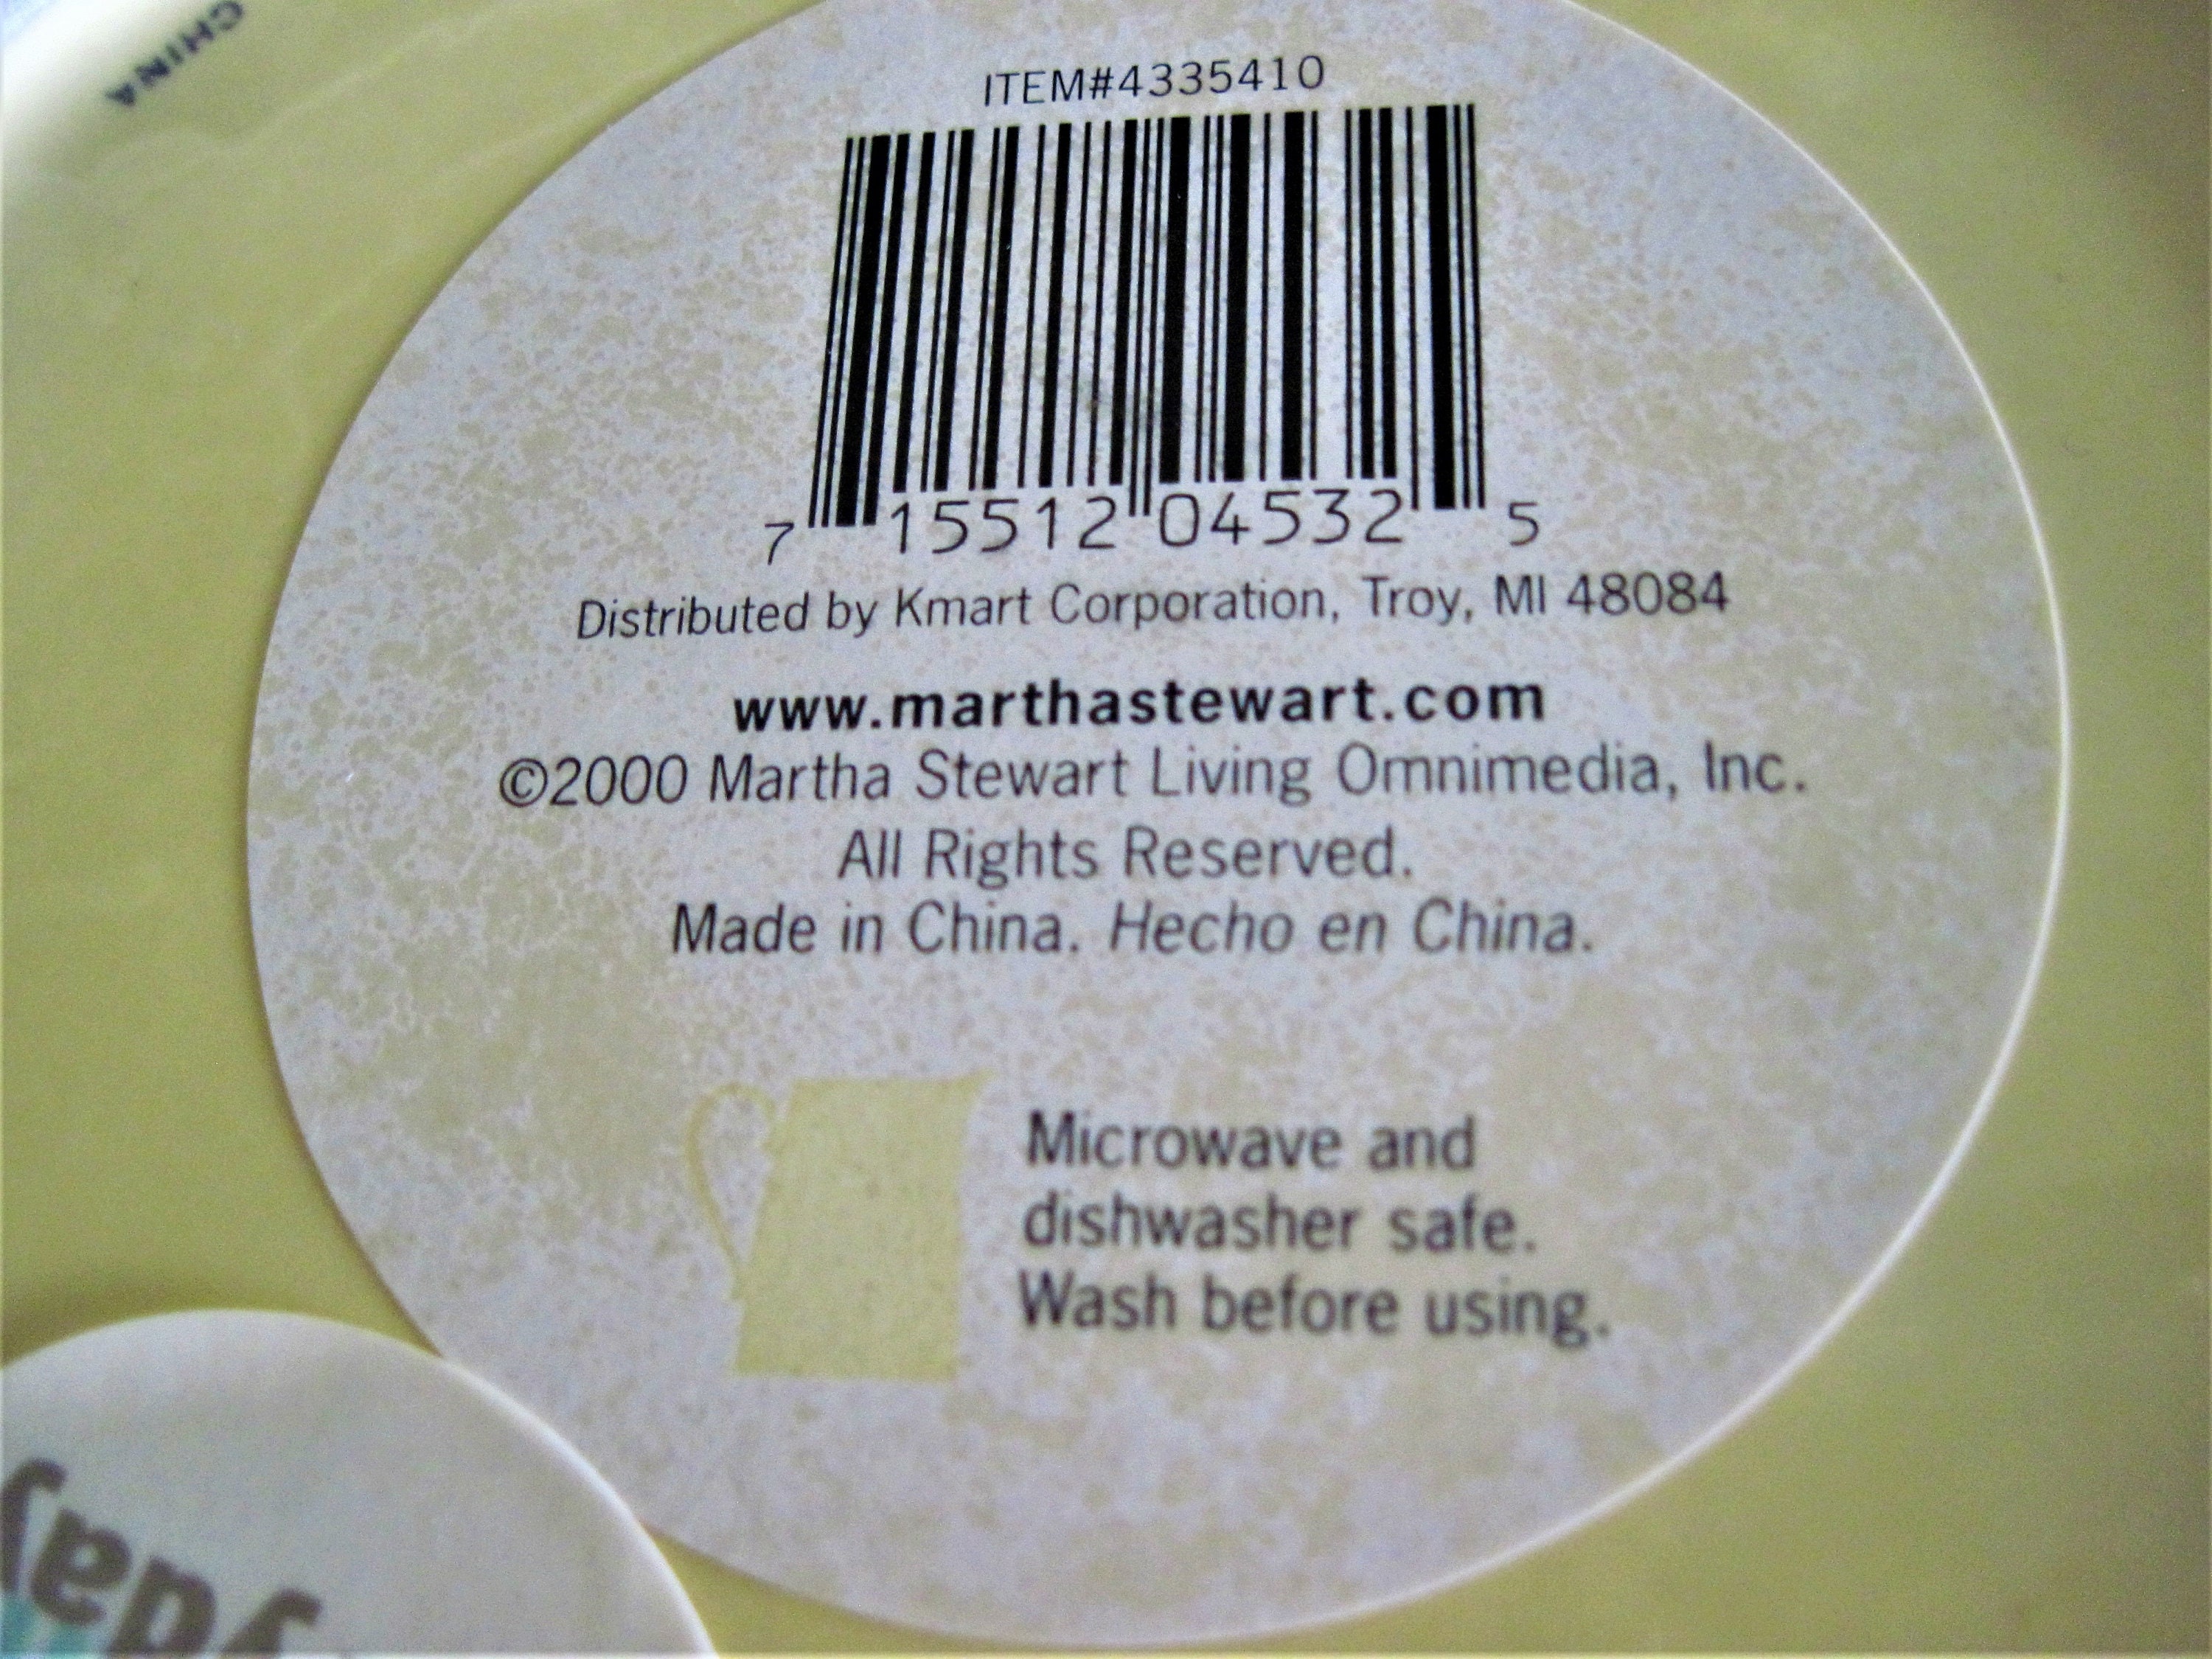 CHINA
ITEM#4335410
7 15512 04532 5
Distributed by Kmart Corporation, Troy, MI 48084
www.marthastewart.com
©2000 Martha Stewart Living Omnimedia, Inc.
All Rights Reserved.
Made in China. Hecho en China.
Microwave and
dishwasher safe.
Wash before using.